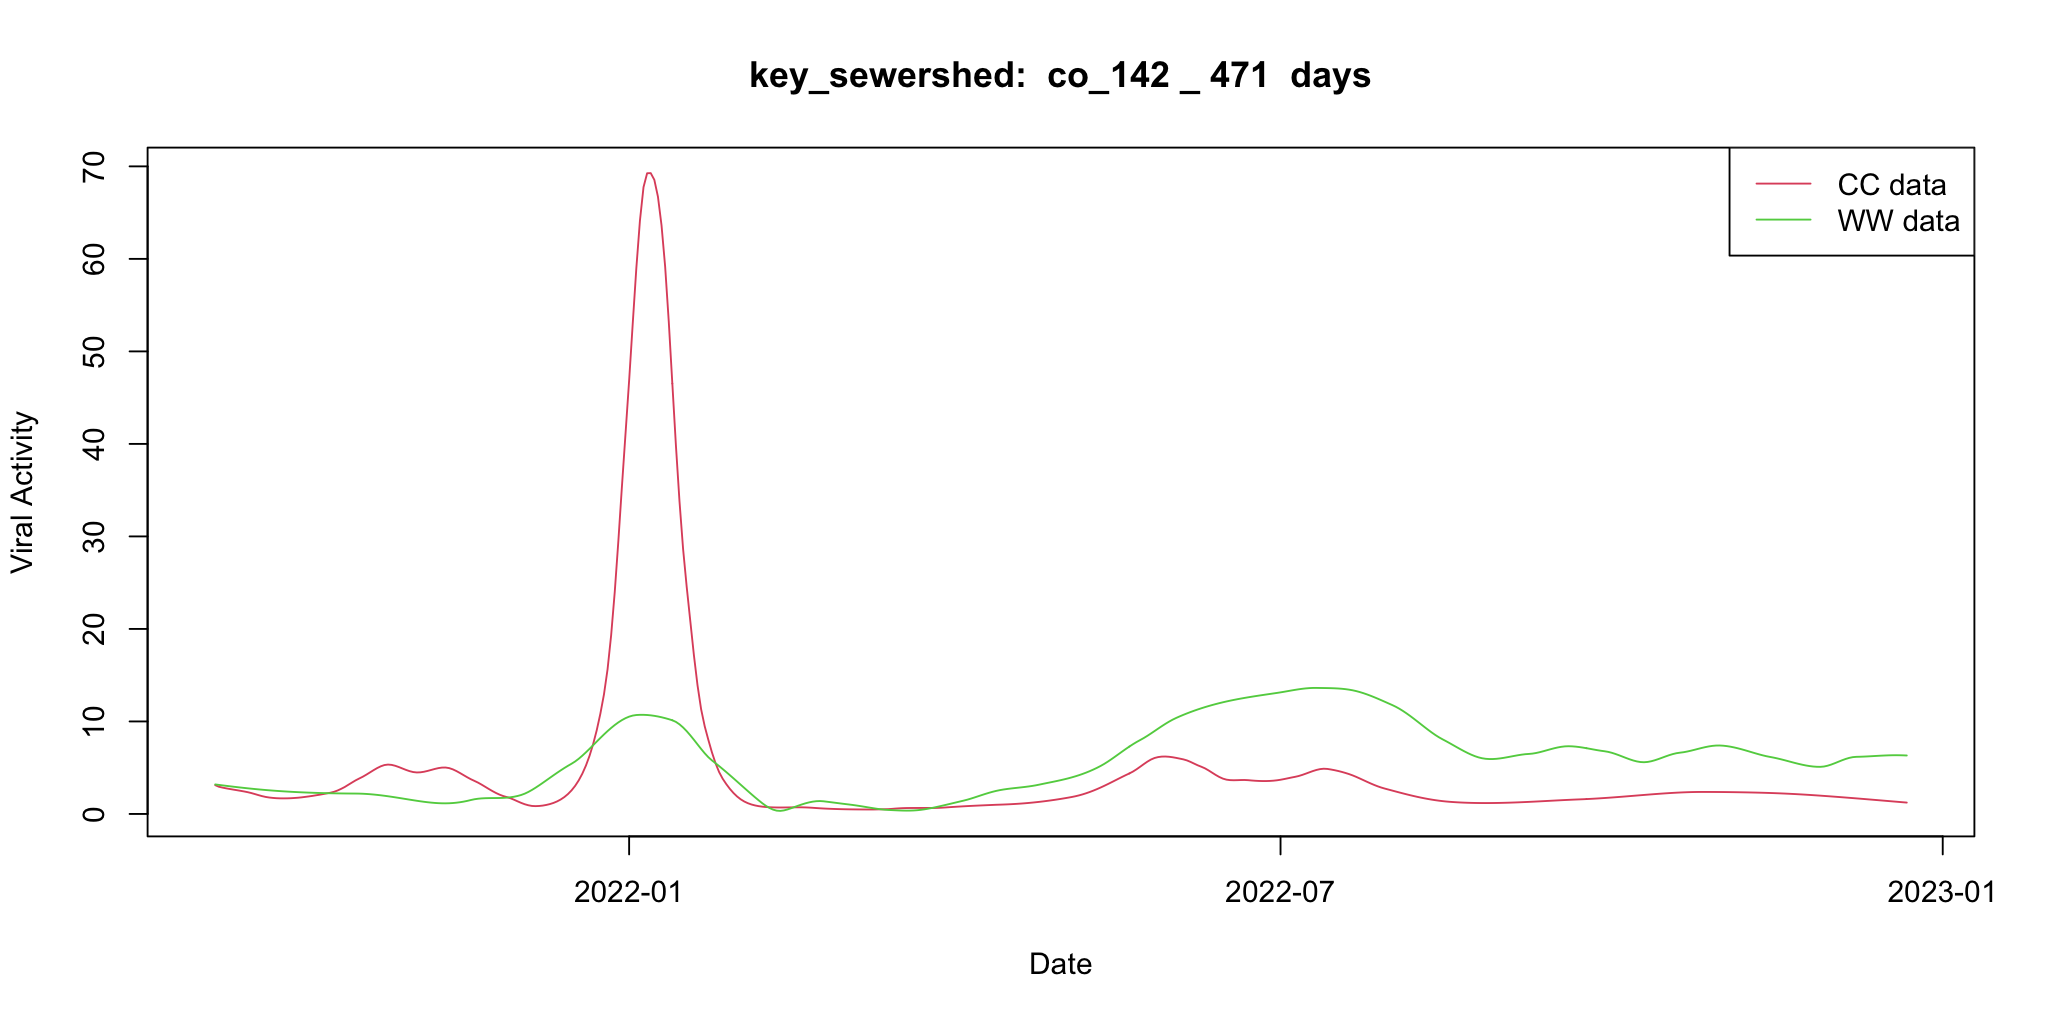 key_sewershed:  co_142 _ 471  days
CC data
WW data
Viral Activity
70
60
50
40
30
20
10
0
2022-01
2022-07
2023-01
Date